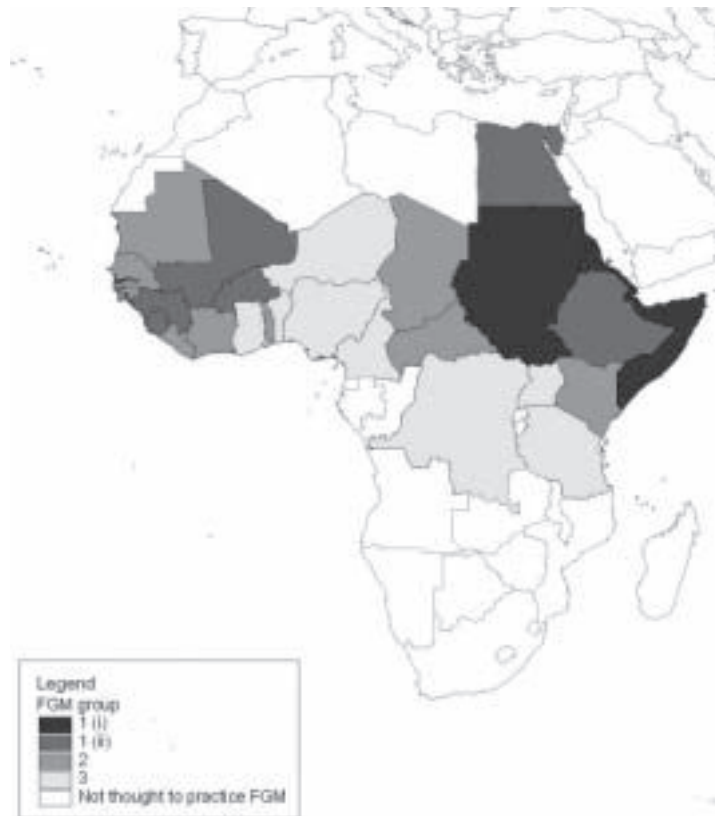 Legend
FGM group
1 (i)
1 (ii)
2
3
Not thought to practice FGM